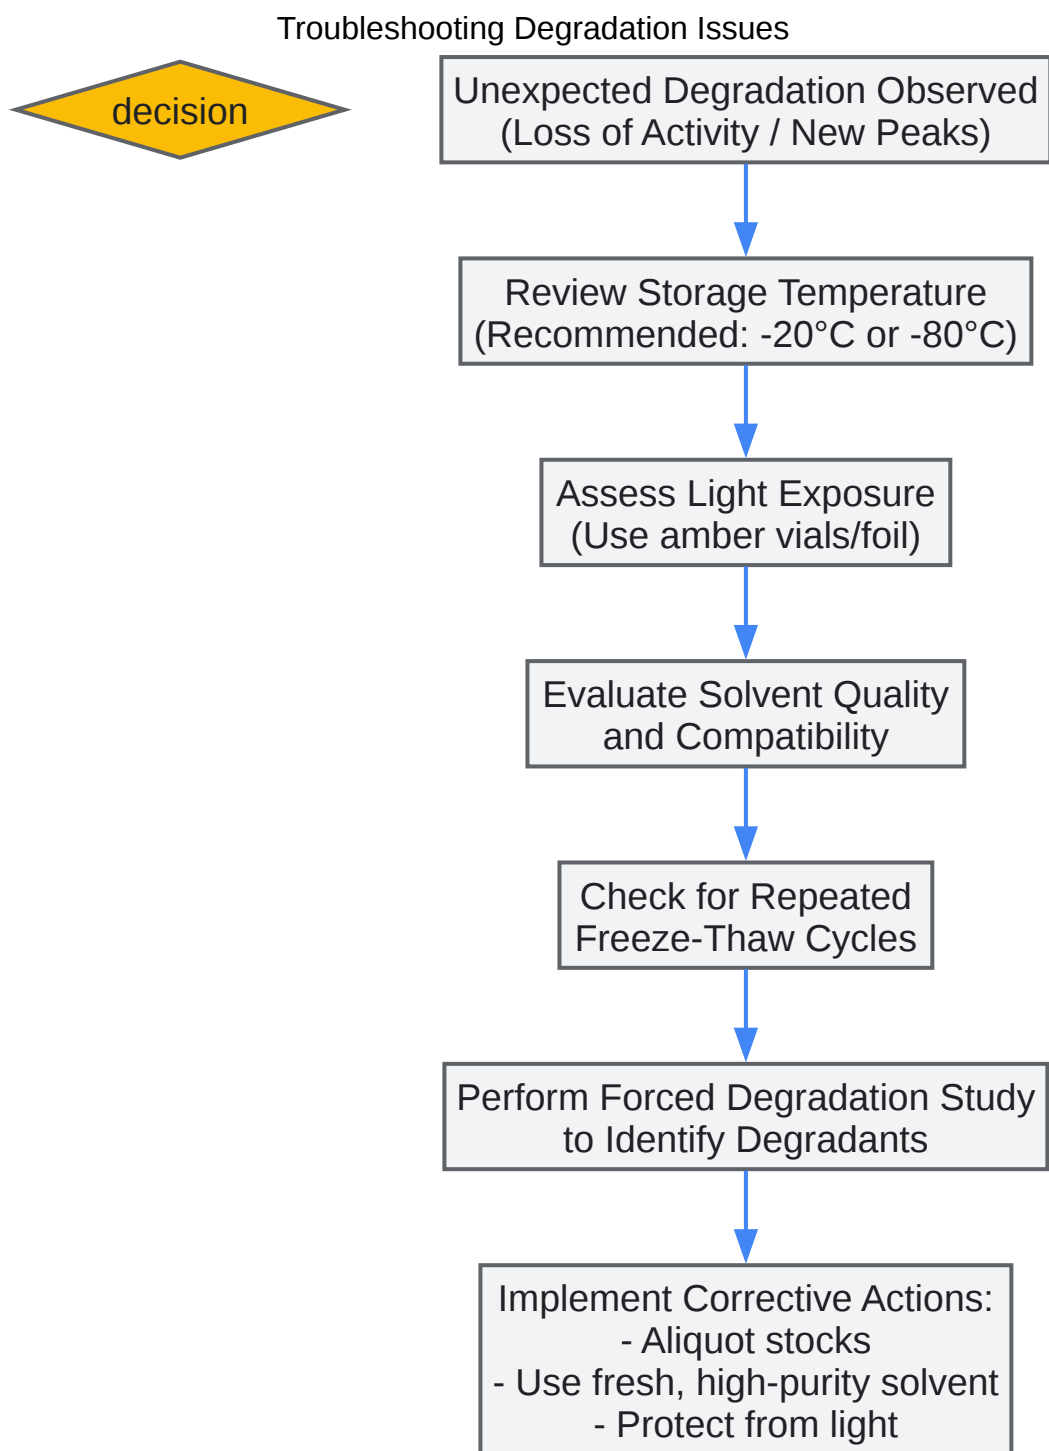 Troubleshooting Degradation Issues
decision
Unexpected Degradation Observed
(Loss of Activity / New Peaks)
Review Storage Temperature
(Recommended: -20°C or -80°C)
Assess Light Exposure
(Use amber vials/foil)
Evaluate Solvent Quality
and Compatibility
Check for Repeated
Freeze-Thaw Cycles
Perform Forced Degradation Study
to Identify Degradants
Implement Corrective Actions:
- Aliquot stocks
- Use fresh, high-purity solvent
- Protect from light